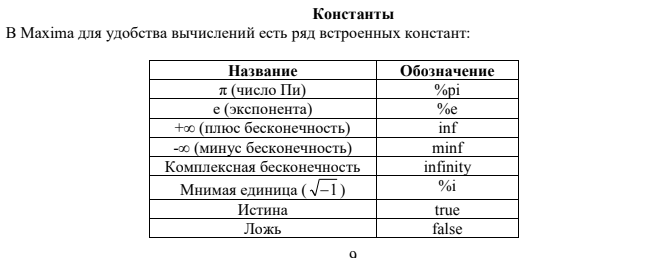 Константы
В Maxima для удобства вычислений есть ряд встроенных констант:
Название Обозначение
π (число Пи) %pi
e (экспонента) %e
+∞ (плюс бесконечность) inf
-∞ (минус бесконечность) minf
Комплексная бесконечность infinity
Мнимая единица (√−1) %i
Истина true
Ложь false
9